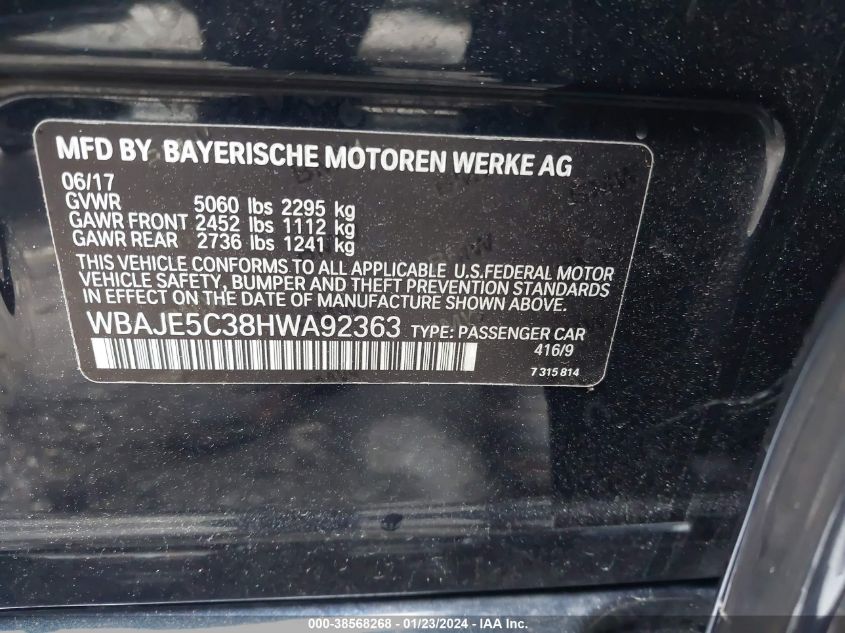 MFD BY BAYERISCHE MOTOREN WERKE AG
06/17
GVWR 5060 lbs 2295 kg
GAWR FRONT 2452 lbs 1112 kg
GAWR REAR 2736 lbs 1241 kg
THIS VEHICLE CONFORMS TO ALL APPLICABLE U.S.FEDERAL MOTOR
VEHICLE SAFETY, BUMPER AND THEFT PREVENTION STANDARDS
IN EFFECT ON THE DATE OF MANUFACTURE SHOWN ABOVE.
WBAJE5C38HWA92363 TYPE: PASSENGER CAR
416/9
7 315 814
000-38568268 - 01/23/2024 - IAA Inc.